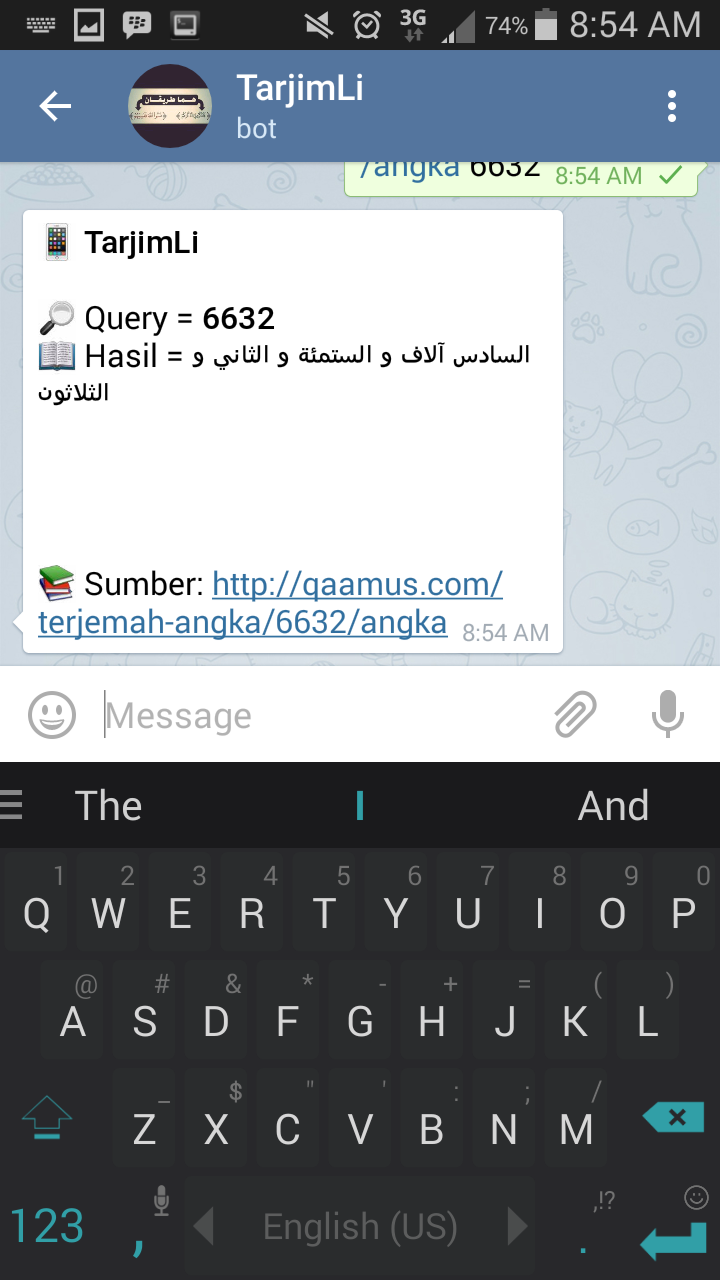 3G 74% 8:54 AM
TarjimLi
bot
/angka 6632 8:54 AM
TarjimLi
Query = 6632
Hasil = السادس آلاف و الستمئة و الثاني و
الثلاثون
Sumber: http://qaamus.com/
terjemah-angka/6632/angka 8:54 AM
Message
The I And
1 2 3 4 5 6 7 8 9 0
Q W E R T Y U I O P
@ # & * - + = ( )
A S D F G H J K L
_ $ " ' : ; /
Z X C V B N M
123 , English (US) ,!? .